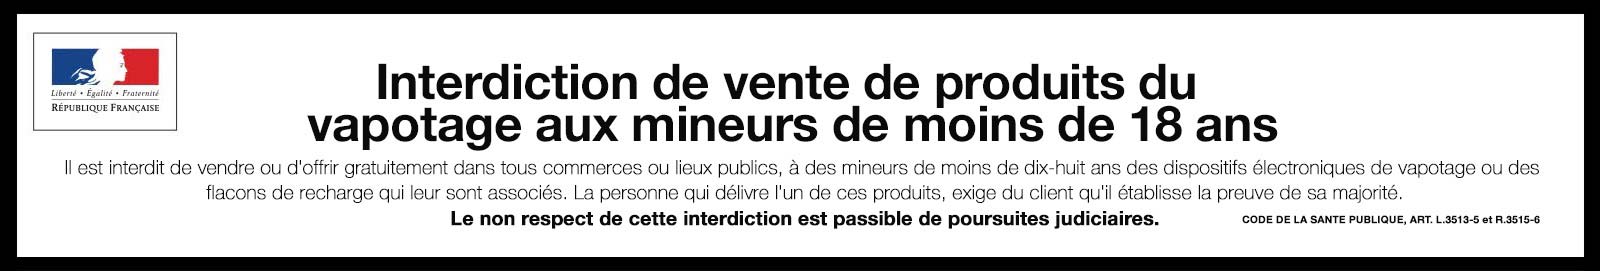 Liberté • Égalité • Fraternité
RÉPUBLIQUE FRANÇAISE
Interdiction de vente de produits du
vapotage aux mineurs de moins de 18 ans
Il est interdit de vendre ou d'offrir gratuitement dans tous commerces ou lieux publics, à des mineurs de moins de dix-huit ans des dispositifs électroniques de vapotage ou des
flacons de recharge qui leur sont associés. La personne qui délivre l'un de ces produits, exige du client qu'il établisse la preuve de sa majorité.
Le non respect de cette interdiction est passible de poursuites judiciaires.
CODE DE LA SANTE PUBLIQUE, ART. L.3513-5 et R.3515-6